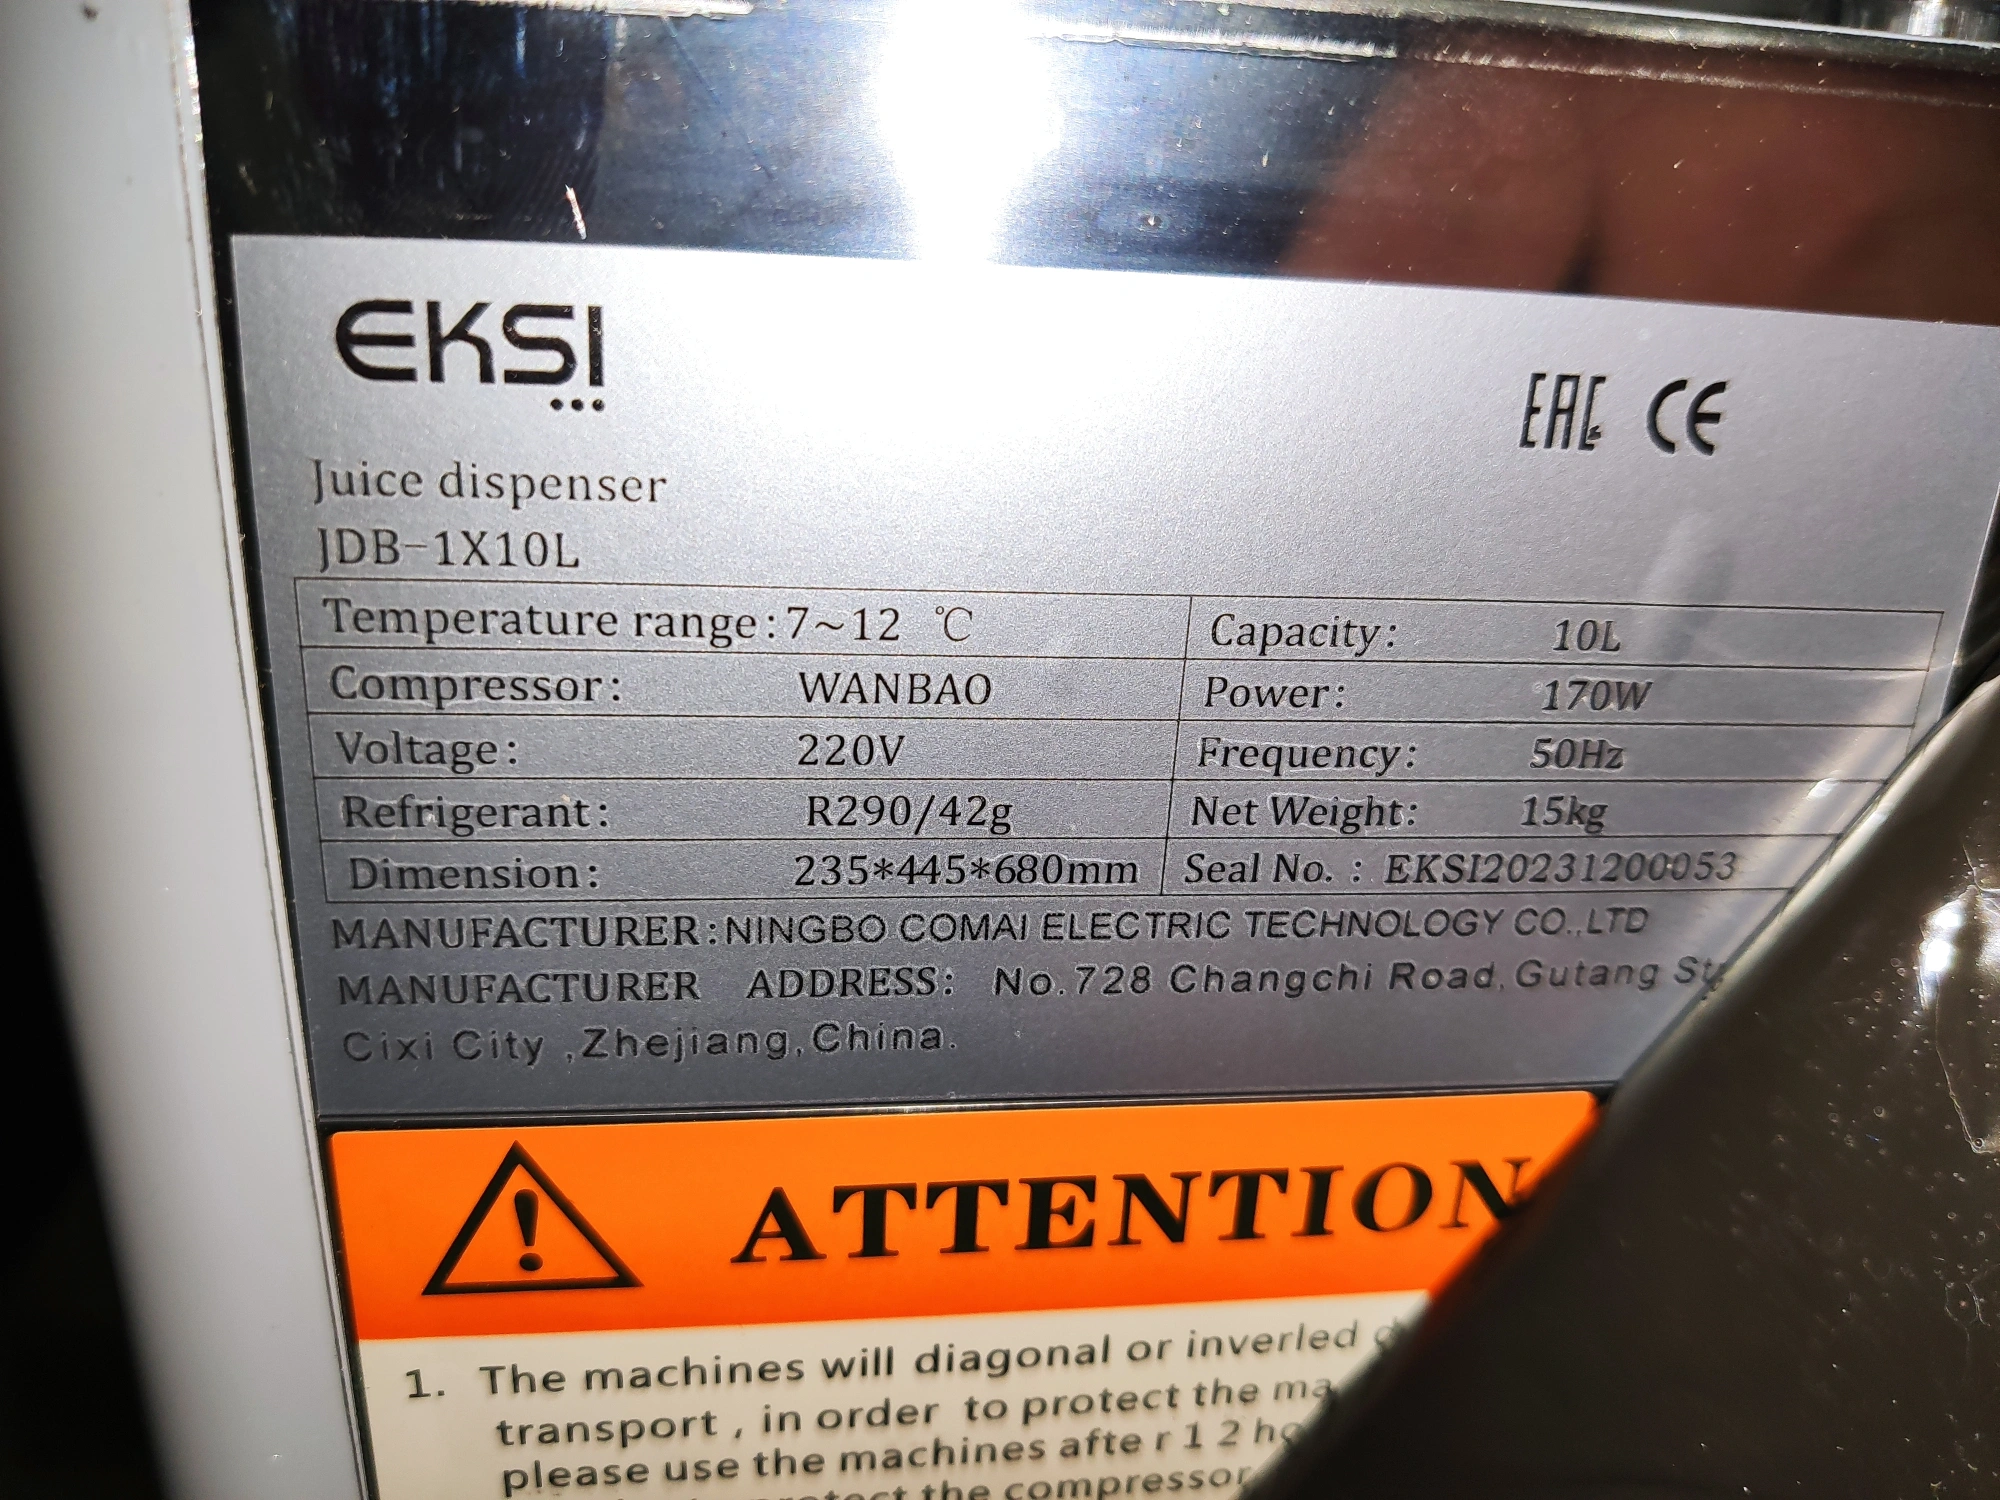 EKSI
EAC CE
Juice dispenser
JDB-1X10L
Temperature range: 7~12 ℃ Capacity: 10L
Compressor: WANBAO Power: 170W
Voltage: 220V Frequency: 50Hz
Refrigerant: R290/42g Net Weight: 15kg
Dimension: 235*445*680mm Seal No. : EKSI20231200053
MANUFACTURER:NINGBO COMAI ELECTRIC TECHNOLOGY CO.,LTD
MANUFACTURER ADDRESS: No.728 Changchi Road, Gutang
Cixi City ,Zhejiang,China.
ATTENTION
1. The machines will diagonal or inverled
transport , in order to protect the
please use the machines afte r 1 2
the compressor